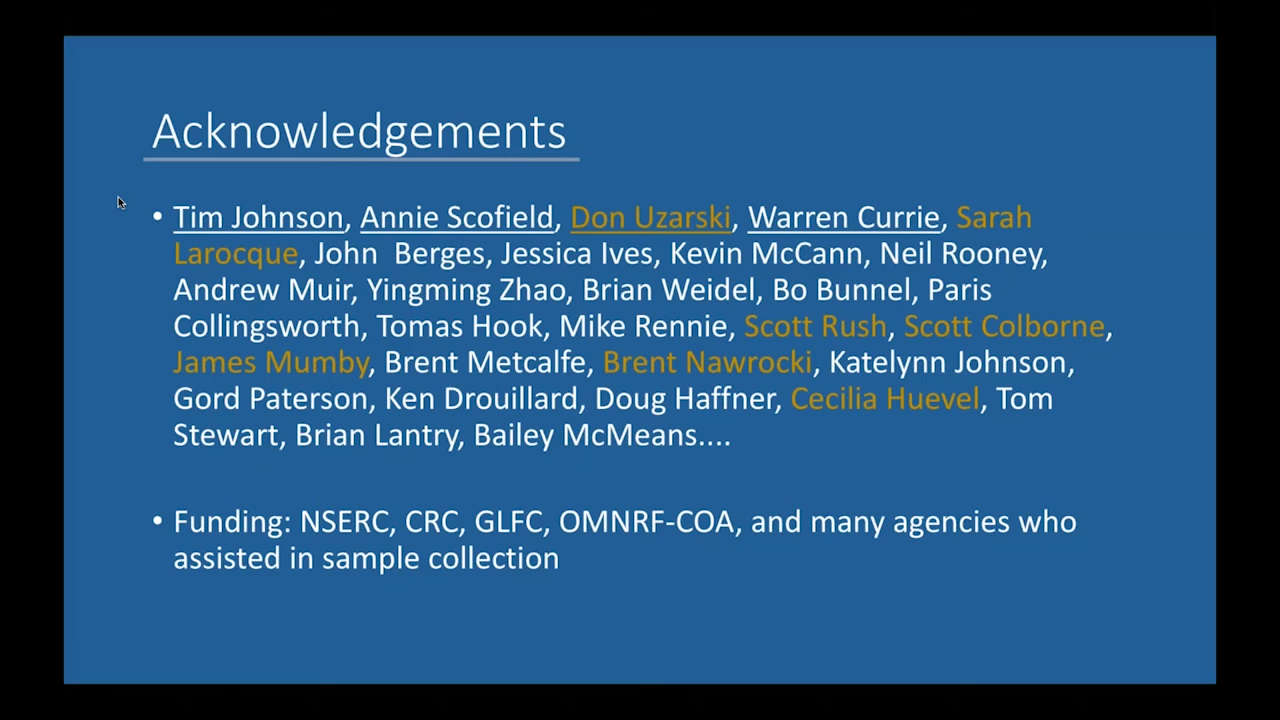 Acknowledgements
• Tim Johnson, Annie Scofield, Don Uzarski, Warren Currie, Sarah
Larocque, John  Berges, Jessica Ives, Kevin McCann, Neil Rooney,
Andrew Muir, Yingming Zhao, Brian Weidel, Bo Bunnel, Paris
Collingsworth, Tomas Hook, Mike Rennie, Scott Rush, Scott Colborne,
James Mumby, Brent Metcalfe, Brent Nawrocki, Katelynn Johnson,
Gord Paterson, Ken Drouillard, Doug Haffner, Cecilia Huevel, Tom
Stewart, Brian Lantry, Bailey McMeans....
• Funding: NSERC, CRC, GLFC, OMNRF-COA, and many agencies who
assisted in sample collection